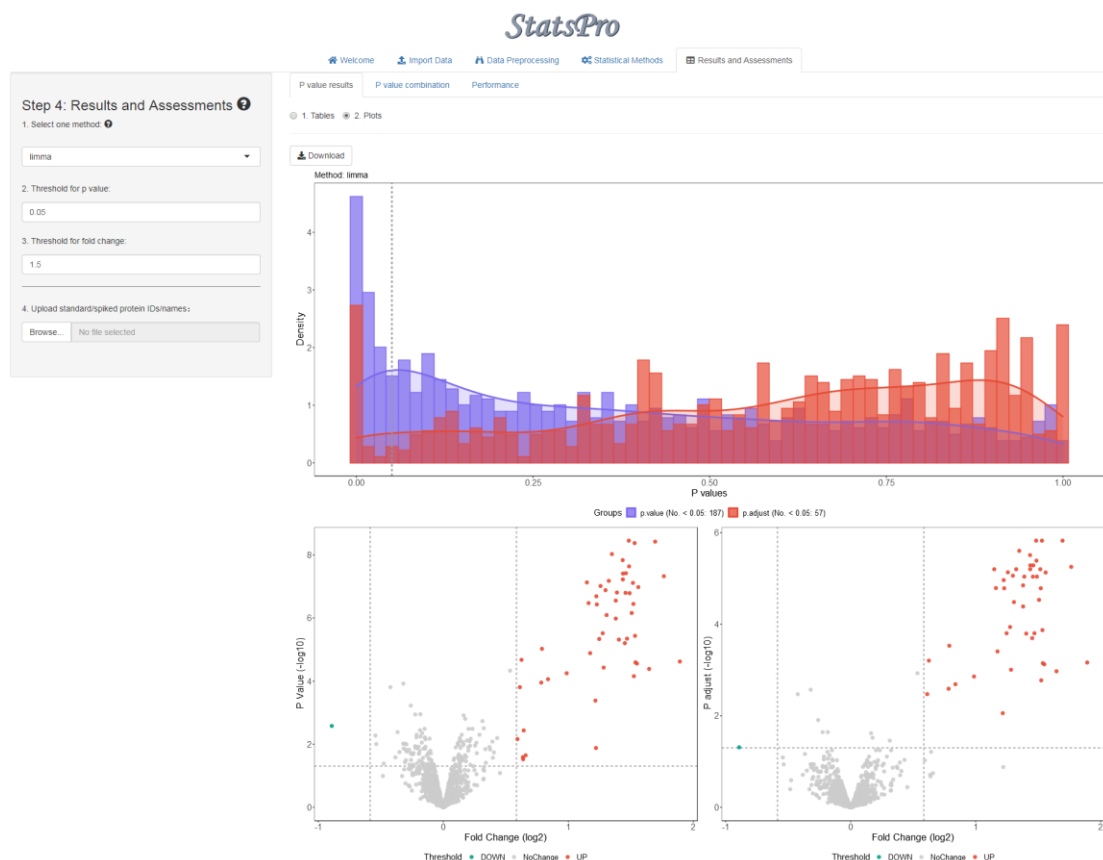 StatsPro
Welcome Import Data Data Preprocessing Statistical Methods Results and Assessments
P value results P value combination Performance
Step 4: Results and Assessments ?
1. Select one method: ?
limma
2. Threshold for p value:
0.05
3. Threshold for fold change:
1.5
4. Upload standard/spiked protein IDs/names:
Browse... No file selected
1. Tables 2. Plots
Download
Method: limma
Density
4
3
2
1
0
0.00 0.25 0.50 0.75 1.00
P values
Groups p.value (No. < 0.05: 187) p.adjust (No. < 0.05: 57)
P Value (-log10)
8
6
4
2
0
-1 0 1 2
Fold Change (log2)
Threshold DOWN NoChange UP
P adjust (-log10)
6
4
2
0
-1 0 1 2
Fold Change (log2)
Threshold DOWN NoChange UP